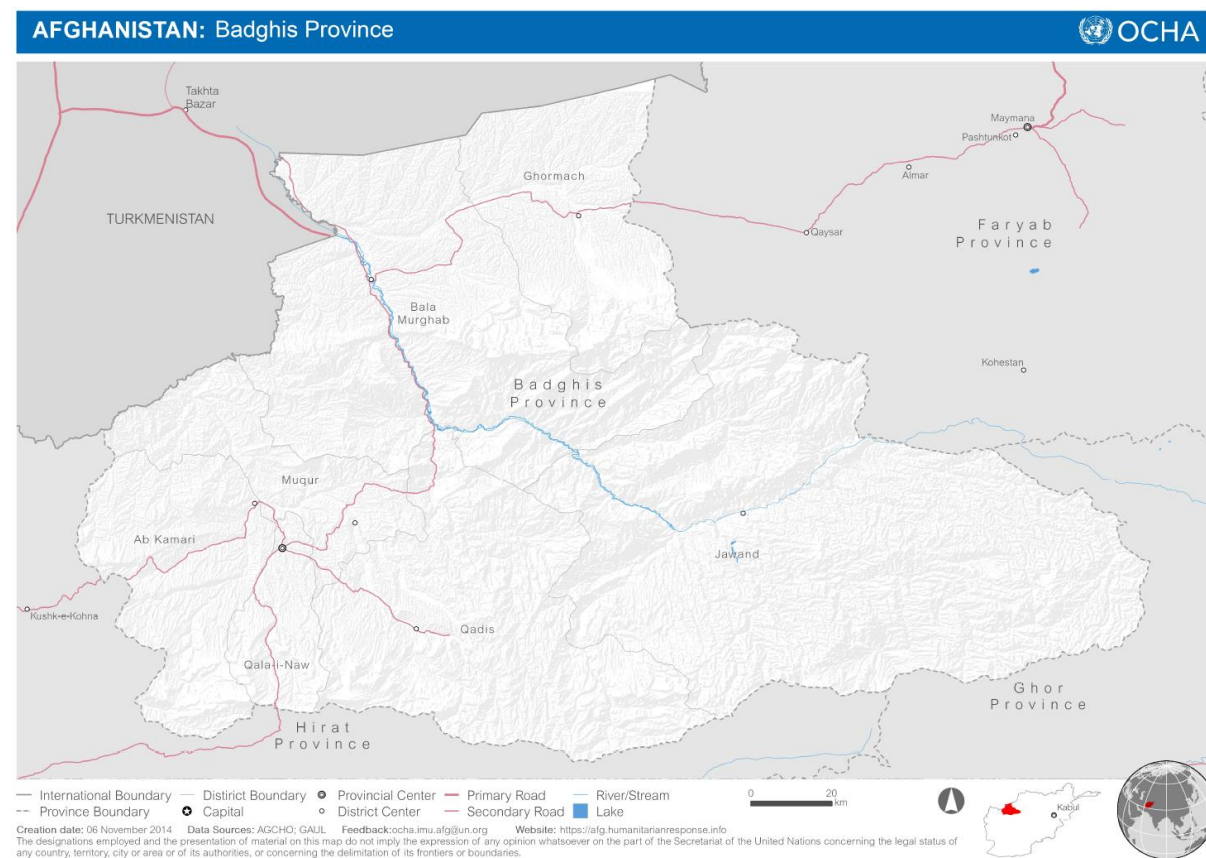 AFGHANISTAN: Badghis Province
OCHA
Takhta
Bazar
Maymana
Pashtunkot
Almar
Ghormach
TURKMENISTAN
Qaysar
Faryab
Province
Bala
Murghab
Kohestan
Badghis
Province
Muqur
Ab Kamari
Jawand
Kushk-e-Kohna
Qadis
Qala-i-Naw
Ghor
Province
Hirat
Province
International Boundary
District Boundary
Provincial Center
Primary Road
River/Stream
Province Boundary
Capital
District Center
Secondary Road
Lake
0 20
km
Kabul
Creation date: 06 November 2014 Data Sources: AGCHO; GAUL Feedback:ocha.imu.afg@un.org Website: https://afg.humanitarianresponse.info
The designations employed and the presentation of material on this map do not imply the expression of any opinion whatsoever on the part of the Secretariat of the United Nations concerning the legal status of
any country, territory, city or area or of its authorities, or concerning the delimitation of its frontiers or boundaries.